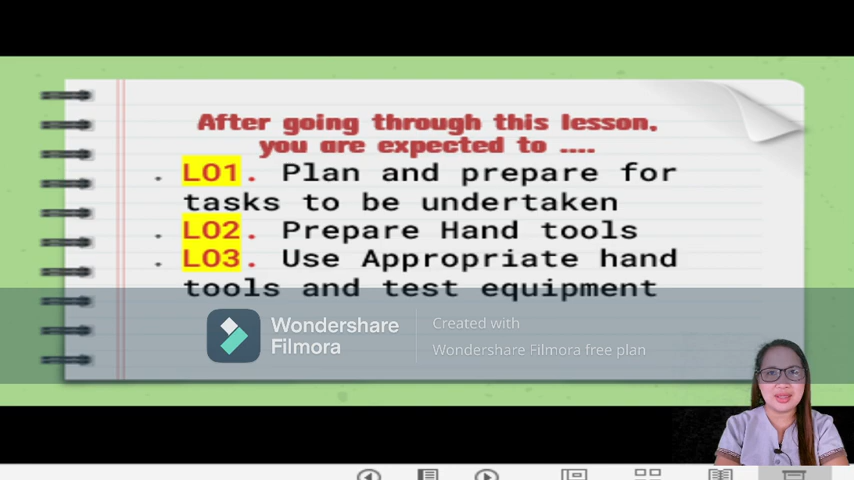 After going through this lesson,
you are expected to ....
. LO1. Plan and prepare for
tasks to be undertaken
. LO2. Prepare Hand tools
. LO3. Use Appropriate hand
tools and test equipment
Wondershare
Filmora
Created with
Wondershare Filmora free plan